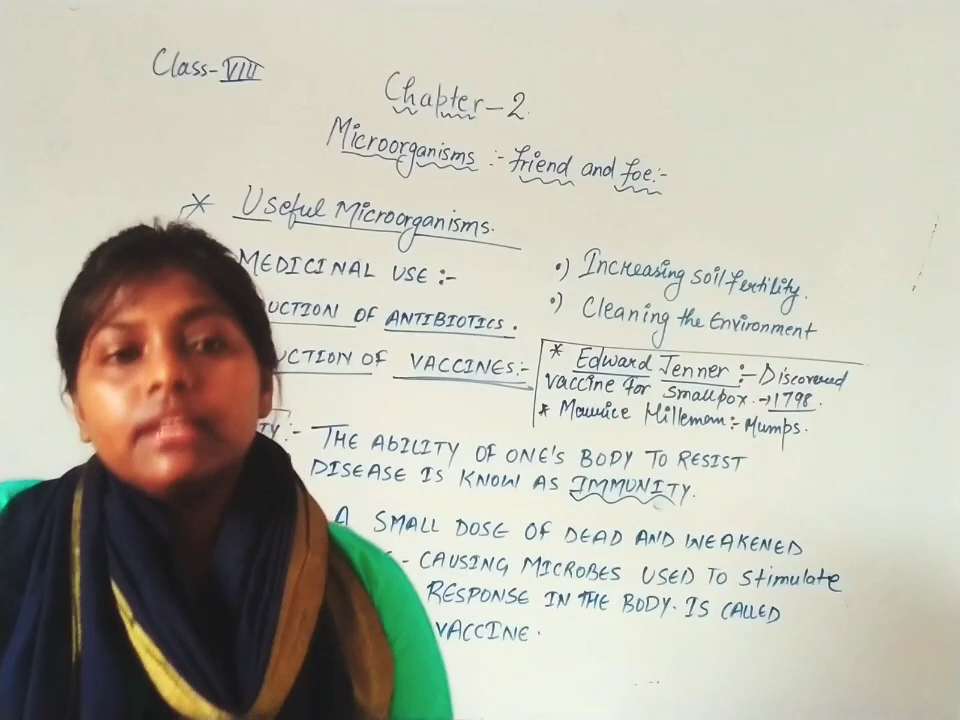 Class-VIII
Chapter-2.
Microorganisms :- friend and foe:-
* Useful Microorganisms.
MEDICINAL USE :-
UCTION OF ANTIBIOTICS.
UCTION OF VACCINES:-
•) Increasing soil fertility.
•) Cleaning the Environment
* Edward Jenner :- Discovered
vaccine for smallpox. → 1798.
* Maurice Hilleman:- Mumps.
TY:- THE ABILITY OF ONE'S BODY TO RESIST
DISEASE IS KNOW AS IMMUNITY.
A SMALL DOSE OF DEAD AND WEAKENED
- CAUSING MICROBES USED TO Stimulate
RESPONSE IN THE BODY. IS CALLED
VACCINE.